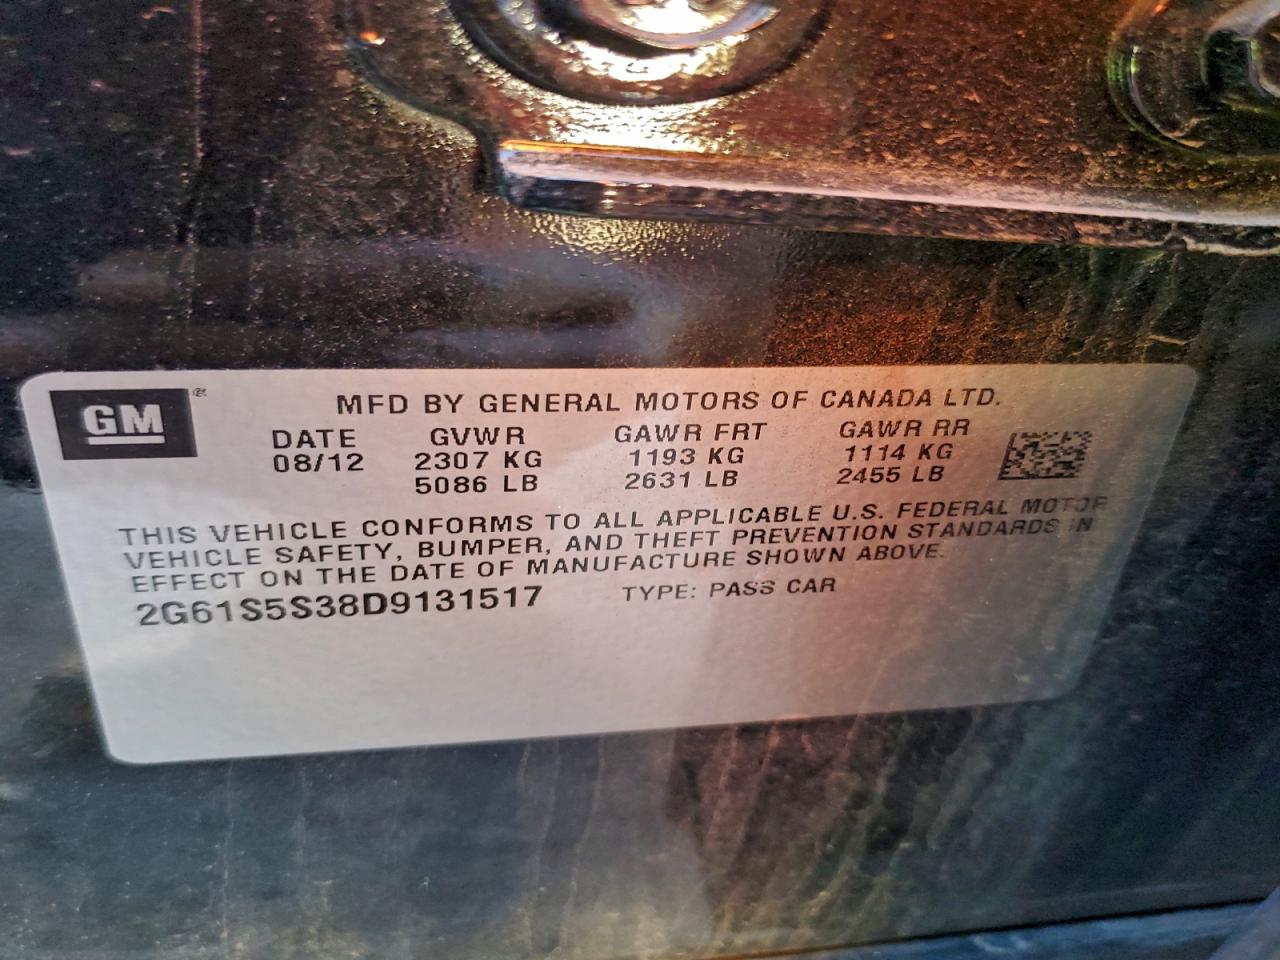 GM ® MFD BY GENERAL MOTORS OF CANADA LTD.
DATE GVWR GAWR FRT GAWR RR
08/12 2307 KG 1193 KG 1114 KG
5086 LB 2631 LB 2455 LB
THIS VEHICLE CONFORMS TO ALL APPLICABLE U.S. FEDERAL MOTOR
VEHICLE SAFETY, BUMPER, AND THEFT PREVENTION STANDARDS IN
EFFECT ON THE DATE OF MANUFACTURE SHOWN ABOVE.
2G61S5S38D9131517 TYPE: PASS CAR